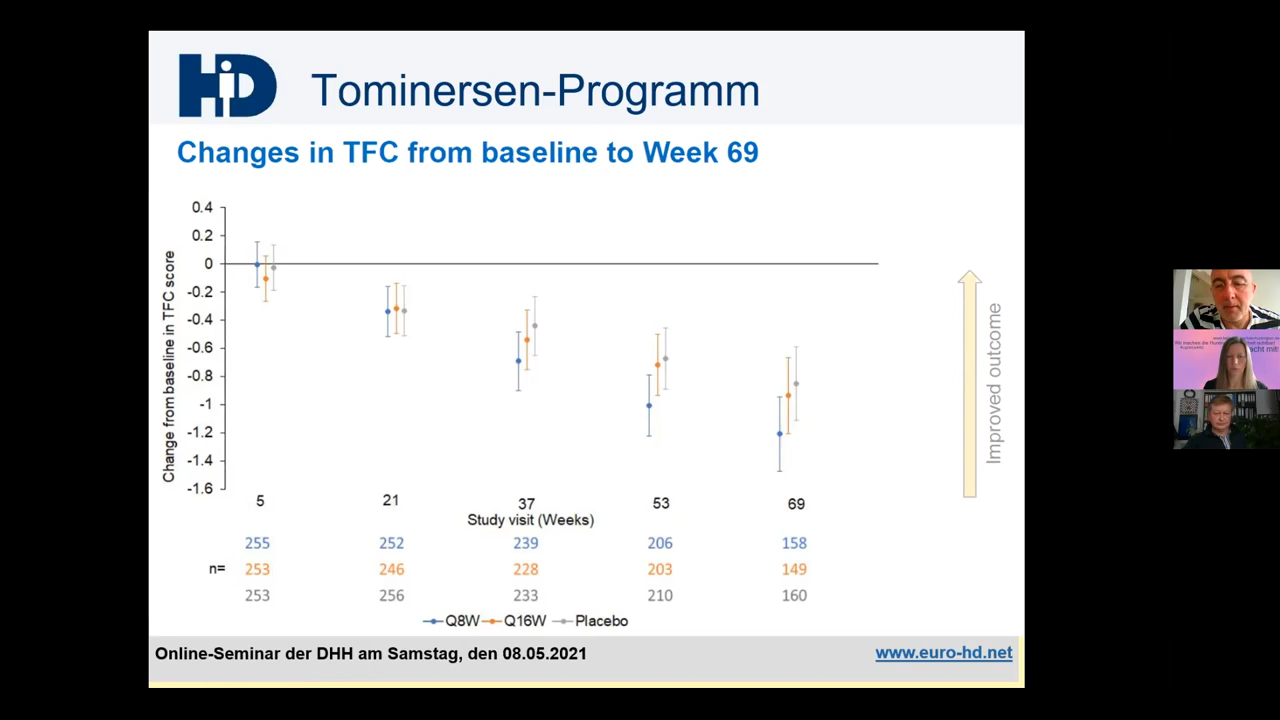 HD
Tominersen-Programm
Changes in TFC from baseline to Week 69
Change from baseline in TFC score
0.4
0.2
0
-0.2
-0.4
-0.6
-0.8
-1
-1.2
-1.4
-1.6
5 21 37 53 69
Study visit (Weeks)
255 252 239 206 158
n= 253 246 228 203 149
253 256 233 210 160
Q8W Q16W Placebo
Improved outcome
Online-Seminar der DHH am Samstag, den 08.05.2021
www.euro-hd.net